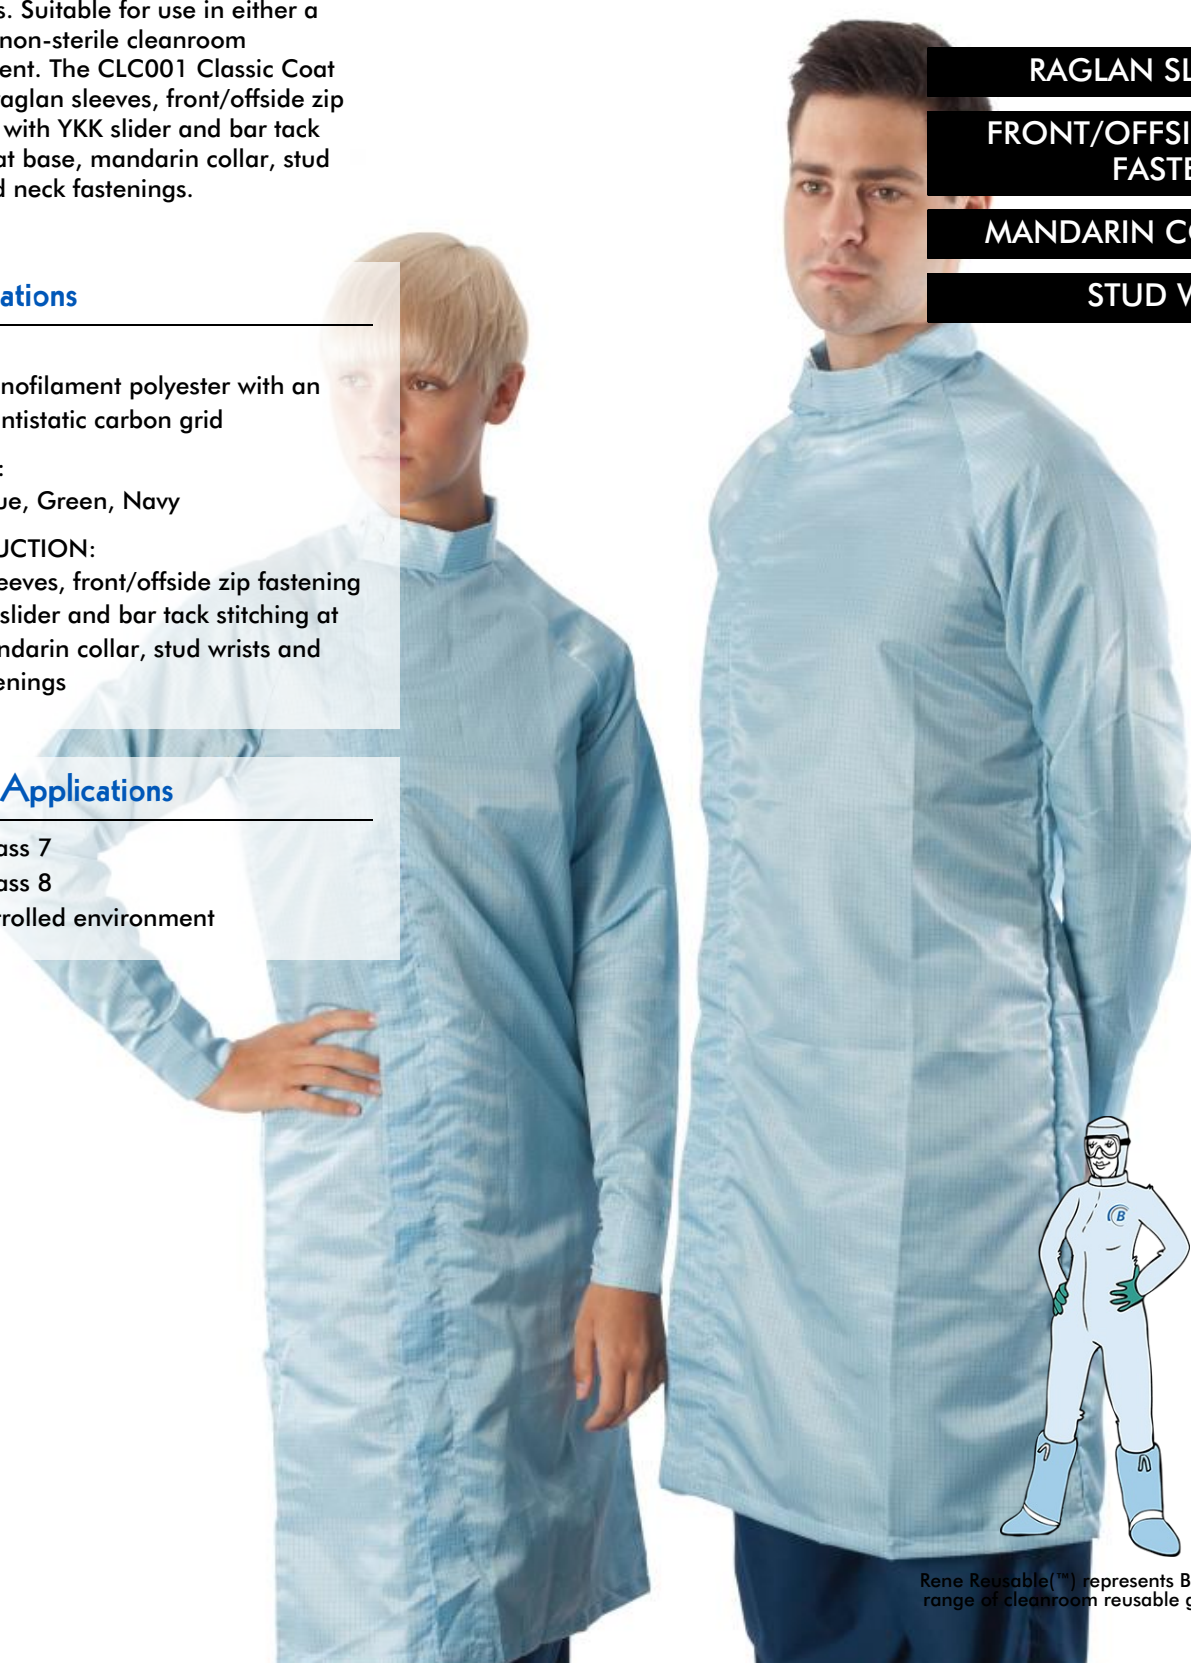 s. Suitable for use in either a
non-sterile cleanroom
ent. The CLC001 Classic Coat
aglan sleeves, front/offside zip
with YKK slider and bar tack
at base, mandarin collar, stud
d neck fastenings.
ations
nofilament polyester with an
ntistatic carbon grid
:
ue, Green, Navy
UCTION:
eeves, front/offside zip fastening
slider and bar tack stitching at
ndarin collar, stud wrists and
enings
Applications
ass 7
ass 8
trolled environment
RAGLAN SL
FRONT/OFFSI
FASTE
MANDARIN CO
STUD W
B
Rene Reusable(™) represents B
range of cleanroom reusable g